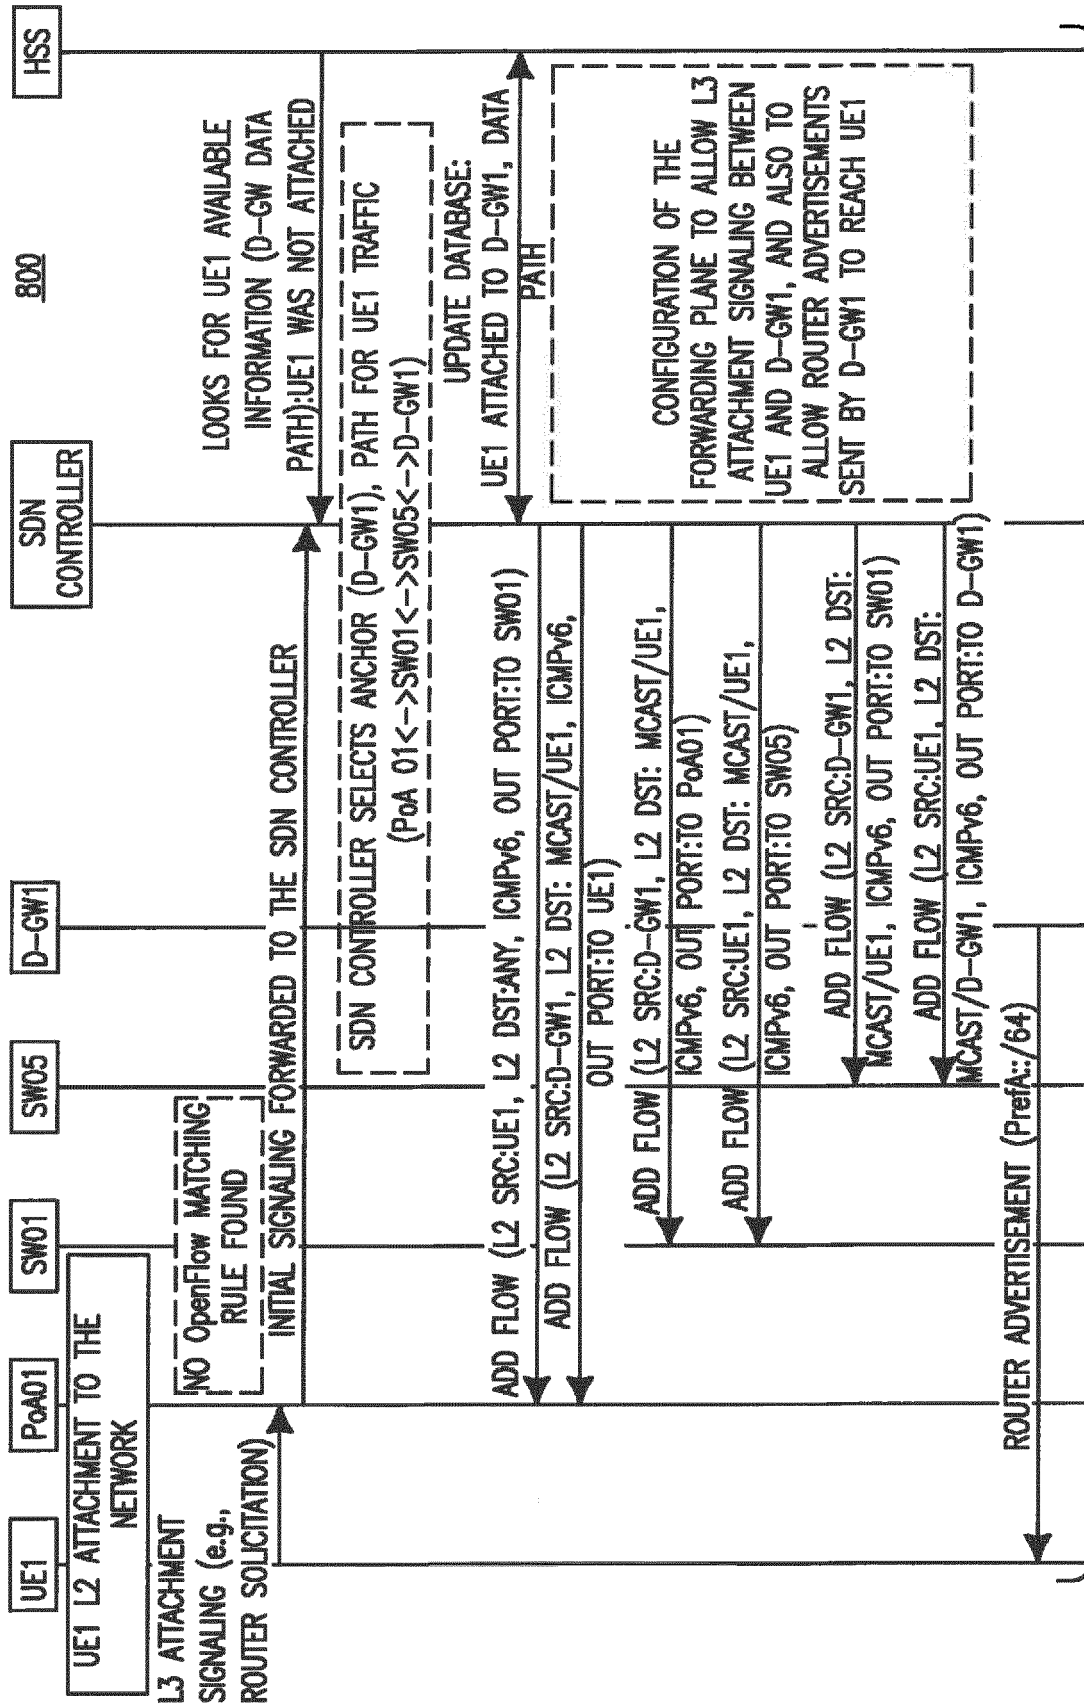 800
UE1
PoA01
SW01
SW05
D-GW1
SDN
CONTROLLER
HSS
UE1 L2 ATTACHMENT TO THE
NETWORK
L3 ATTACHMENT
SIGNALING (e.g.,
ROUTER SOLICITATION)
NO OpenFlow MATCHING
RULE FOUND
INITIAL SIGNALING FORWARDED TO THE SDN CONTROLLER
LOOKS FOR UE1 AVAILABLE
INFORMATION (D-GW DATA
PATH):UE1 WAS NOT ATTACHED
SDN CONTROLLER SELECTS ANCHOR (D-GW1), PATH FOR UE1 TRAFFIC
(PoA 01<->SW01<->SW05<->D-GW1)
UPDATE DATABASE:
UE1 ATTACHED TO D-GW1, DATA
PATH
ADD FLOW (L2 SRC:UE1, L2 DST:ANY, ICMPv6, OUT PORT:TO SW01)
ADD FLOW (L2 SRC:D-GW1, L2 DST: MCAST/UE1, ICMPv6,
OUT PORT:TO UE1)
ADD FLOW (L2 SRC:D-GW1, L2 DST: MCAST/UE1,
ICMPv6, OUT PORT:TO PoA01)
ADD FLOW (L2 SRC:UE1, L2 DST: MCAST/UE1,
ICMPv6, OUT PORT:TO SW05)
ADD FLOW (L2 SRC:D-GW1, L2 DST:
MCAST/UE1, ICMPv6, OUT PORT:TO SW01)
ADD FLOW (L2 SRC:UE1, L2 DST:
MCAST/D-GW1, ICMPv6, OUT PORT:TO D-GW1)
CONFIGURATION OF THE
FORWARDING PLANE TO ALLOW L3
ATTACHMENT SIGNALING BETWEEN
UE1 AND D-GW1, AND ALSO TO
ALLOW ROUTER ADVERTISEMENTS
SENT BY D-GW1 TO REACH UE1
ROUTER ADVERTISEMENT (PrefA::/64)